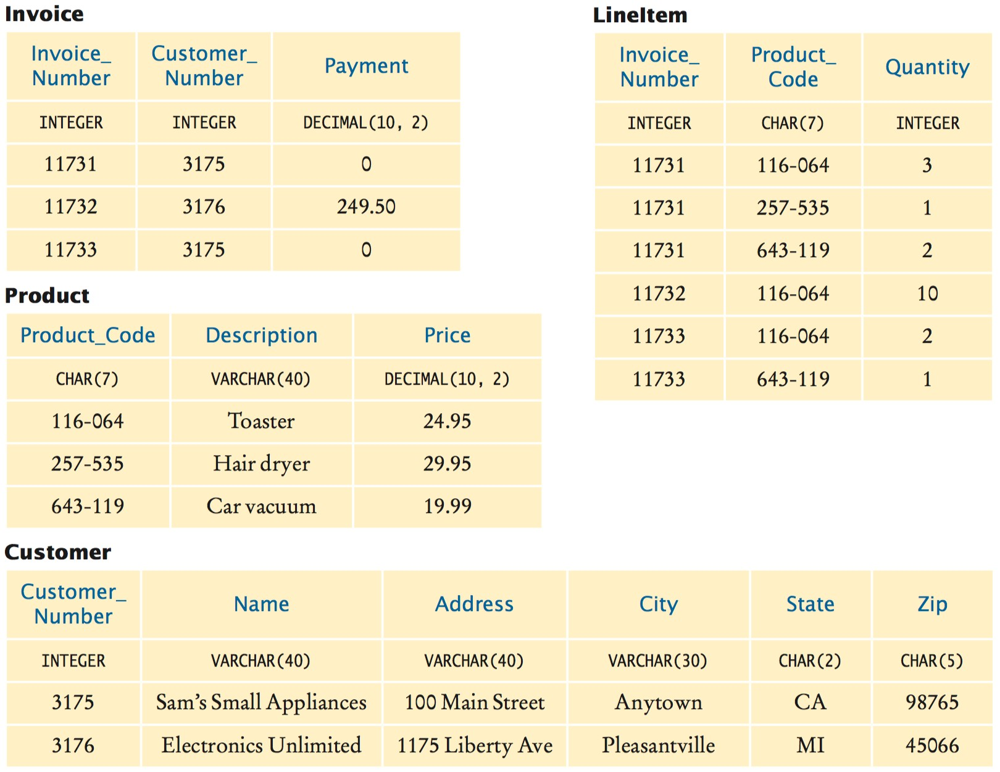 Invoice
Invoice_ Number Customer_ Number Payment
INTEGER INTEGER DECIMAL(10, 2)
11731 3175 0
11732 3176 249.50
11733 3175 0
LineItem
Invoice_ Number Product_ Code Quantity
INTEGER CHAR(7) INTEGER
11731 116-064 3
11731 257-535 1
11731 643-119 2
11732 116-064 10
11733 116-064 2
11733 643-119 1
Product
Product_Code Description Price
CHAR(7) VARCHAR(40) DECIMAL(10, 2)
116-064 Toaster 24.95
257-535 Hair dryer 29.95
643-119 Car vacuum 19.99
Customer
Customer_ Number Name Address City State Zip
INTEGER VARCHAR(40) VARCHAR(40) VARCHAR(30) CHAR(2) CHAR(5)
3175 Sam’s Small Appliances 100 Main Street Anytown CA 98765
3176 Electronics Unlimited 1175 Liberty Ave Pleasantville MI 45066